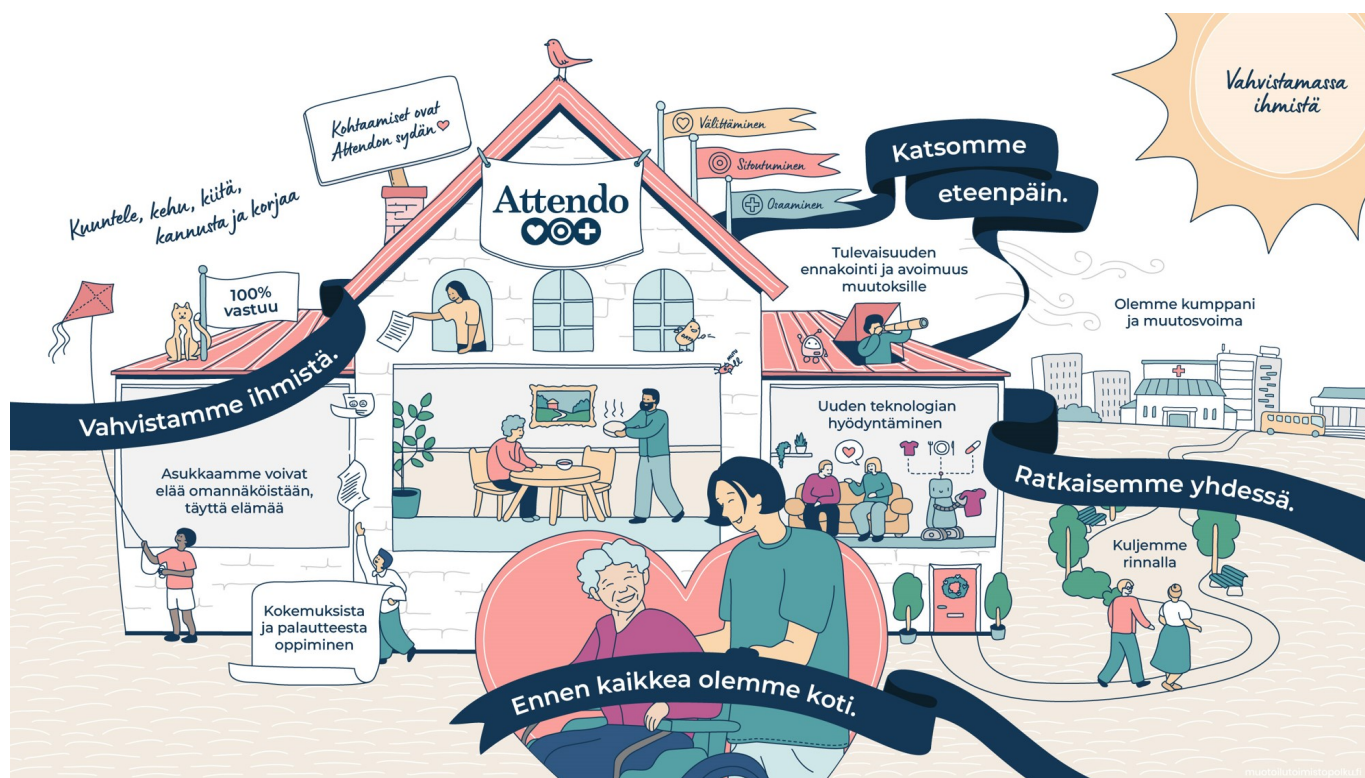 Kohtaamiset ovat
Attendon sydän
Kuuntele, kehu, kiitä,
kannusta ja korjaa
100%
vastuu
Attendo
Välittäminen
Sitoutuminen
Osaaminen
Katsomme
eteenpäin.
Vahvistamassa
ihmistä
Tulevaisuuden
ennakointi ja avoimuus
muutoksille
Olemme kumppani
ja muutosvoima
Vahvistamme ihmistä.
Asukkaamme voivat
elää omannäköistään,
täyttä elämää
Uuden teknologian
hyödyntäminen
Ratkaisemme yhdessä.
Kuljemme
rinnalla
Kokemuksista
ja palautteesta
oppiminen
Ennen kaikkea olemme koti.
muotoilutoimistopolku.fi